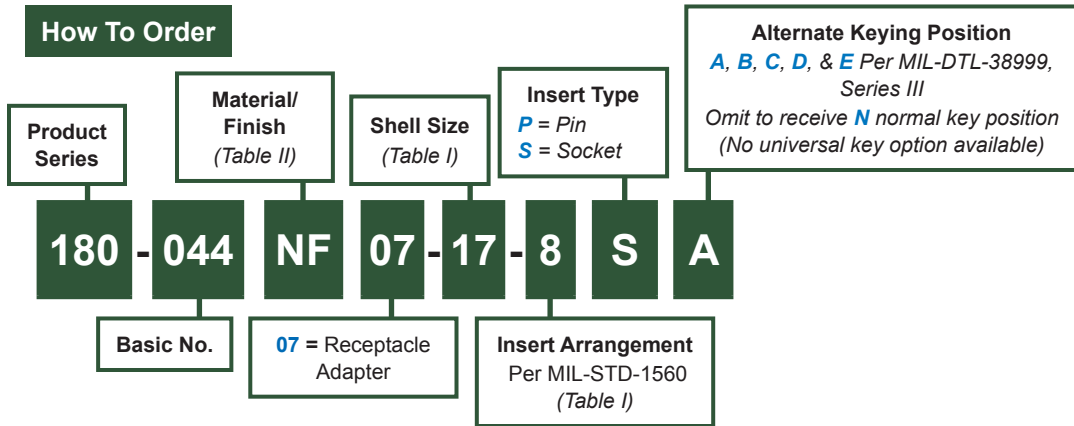 How To Order
Product
Series
Material/
Finish
(Table II)
Shell Size
(Table I)
Insert Type
P = Pin
S = Socket
Alternate Keying Position
A, B, C, D, & E Per MIL-DTL-38999,
Series III
Omit to receive N normal key position
(No universal key option available)
180 - 044 NF 07 - 17 - 8 S A
Basic No.
07 = Receptacle
Adapter
Insert Arrangement
Per MIL-STD-1560
(Table I)